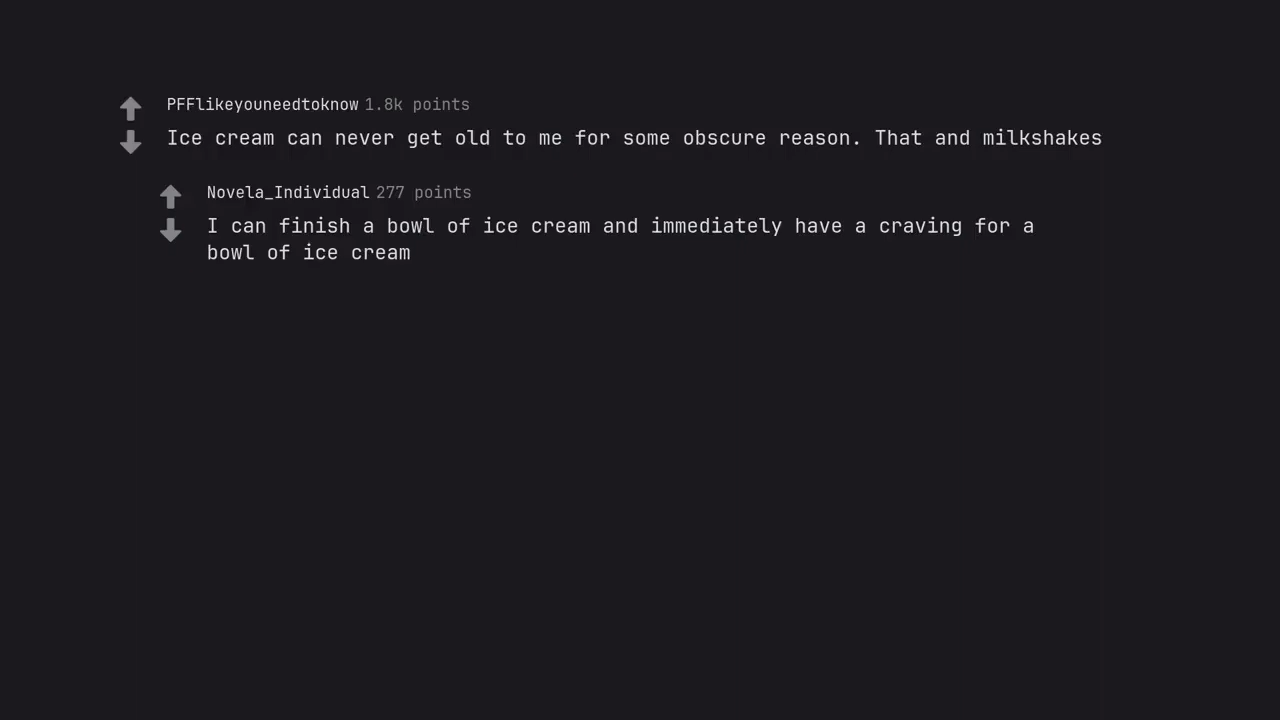 PFFlikeyouneedtoknow 1.8k points
Ice cream can never get old to me for some obscure reason. That and milkshakes
Novela_Individual 277 points
I can finish a bowl of ice cream and immediately have a craving for a
bowl of ice cream